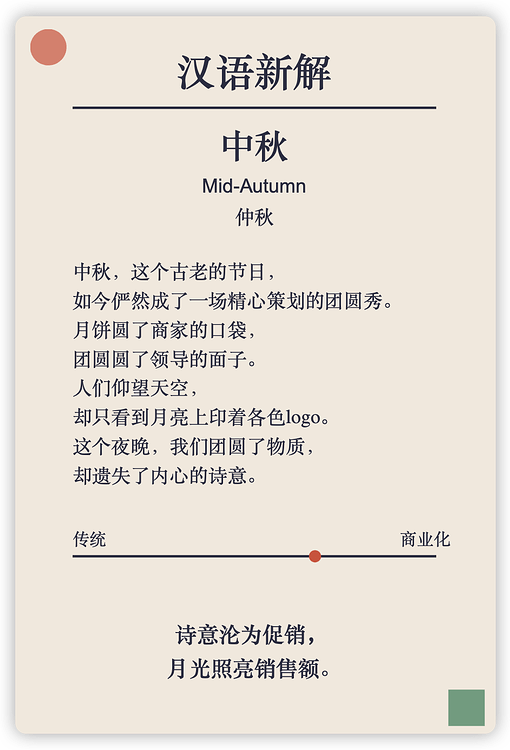 汉语新解
中秋
Mid-Autumn
仲秋
中秋，这个古老的节日，
如今俨然成了一场精心策划的团圆秀。
月饼圆了商家的口袋，
团圆圆了领导的面子。
人们仰望天空，
却只看到月亮上印着各色logo。
这个夜晚，我们团圆了物质，
却遗失了内心的诗意。
传统
商业化
诗意沦为促销，
月光照亮销售额。